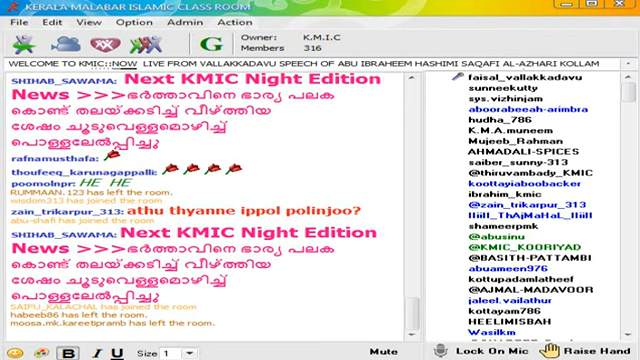 KERALA MALABAR ISLAMIC CLASS ROOM
File Edit View Option Admin Action
G
Owner: K.M.I.C
Members 316
WELCOME TO KMIC::NOW LIVE FROM VALLAKKADAVU SPEECH OF ABU IBRAHEEM HASHIMI SAQAFI AL-AZHARI KOLLAM
SHIHAB_SAWAMA: Next KMIC Night Edition
News >>>ഭർത്താവിനെ ഭാര്യ പലക
കൊണ്ട് തലയ്ക്കടിച്ച് വീഴ്ത്തിയ
ശേഷം ചൂടുവെള്ളമൊഴിച്ച്
പൊള്ളലേൽപ്പിച്ചു
rafnamusthafa:
thoufeeq_karunagappalli:
poomolnpr: HE HE
RUMMAAN. 123 has left the room.
wisdom313 has joined the room
zain_trikarpur_313: athu thyanne ippol polinjoo?
abu-shafi has joined the room
SHIHAB_SAWAMA: Next KMIC Night Edition
News >>>ഭർത്താവിനെ ഭാര്യ പലക
കൊണ്ട് തലയ്ക്കടിച്ച് വീഴ്ത്തിയ
ശേഷം ചൂടുവെള്ളമൊഴിച്ച്
പൊള്ളലേൽപ്പിച്ചു
SAIFU_KALACHAL has joined the room
habeeb86 has left the room.
moosa.mk.kareetipramb has left the room.
faisal_vallakkadavu
sunneekutty
sys.vizhinjam
aboorabeeah-arimbra
hudha_786
K.M.A.muneem
Mujeeb_Rahman
AHMADALI-SPICES
saiber_sunny-313
@thiruvambady_KMIC
koottayiaboobacker
ibrahim_kmic
@zain_trikarpur_313
lliill_ThAjMaHaL_lliill
shameerpmk
@abusinu
@KMIC_KOORIYAD
@BASITH-PATTAMBI
abuameen976
kottupadamlatheef
@AJMAL-MADAVOOR
jaleel.vailathur
kottayam786
HEELIMISBAH
Wasilkm
B I U Size 1 Mute Lock On Mic Raise Hand